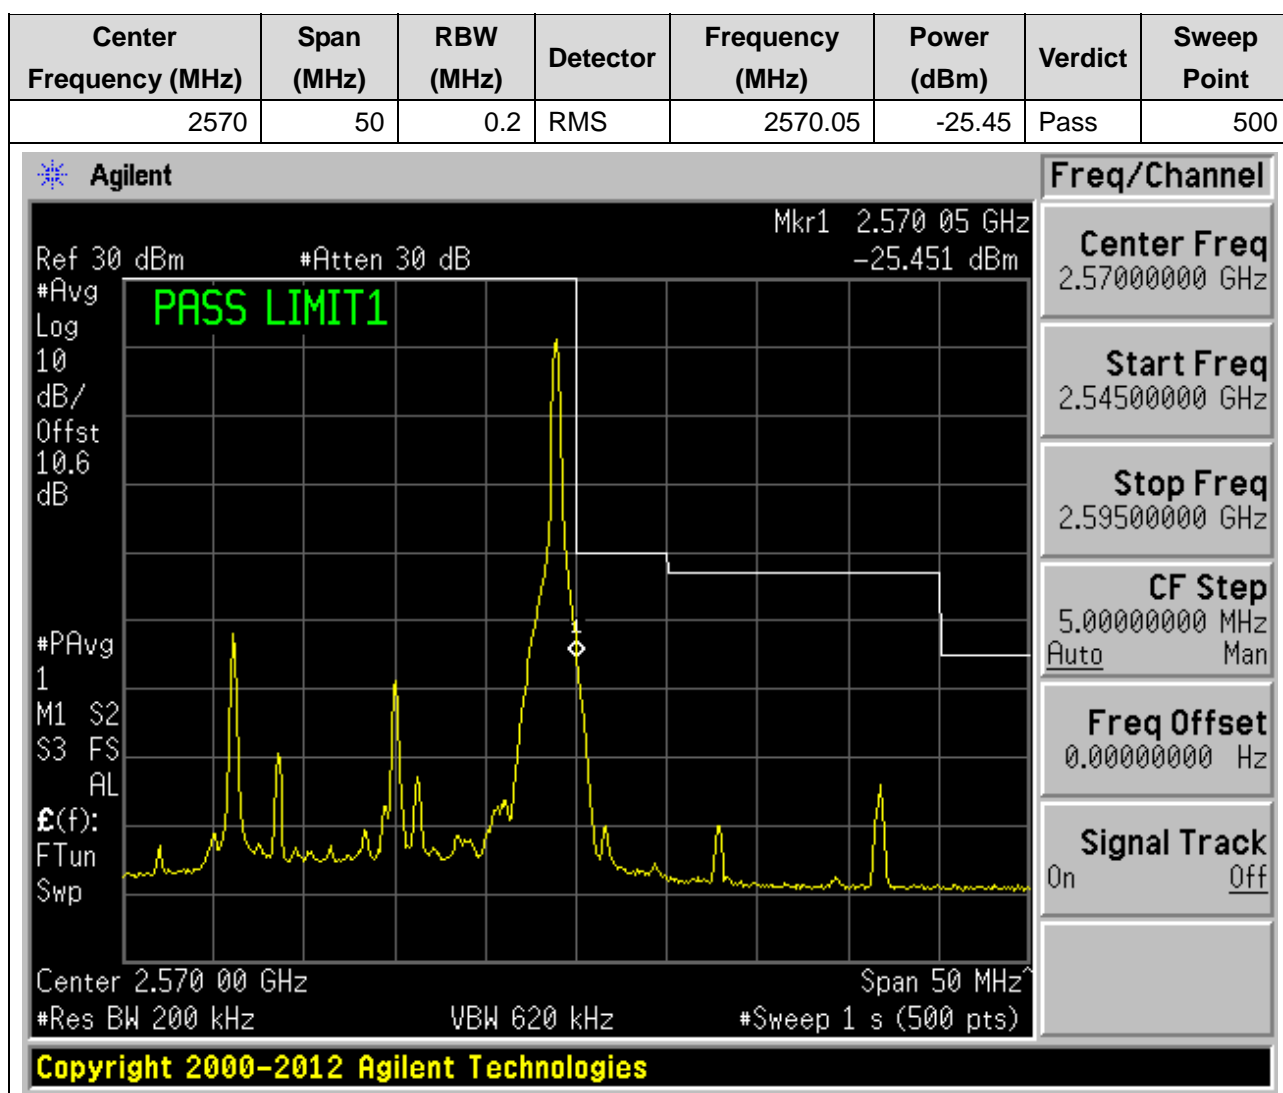 Center Frequency (MHz) Span (MHz) RBW (MHz) Detector Frequency (MHz) Power (dBm) Verdict Sweep Point
2570 50 0.2 RMS 2570.05 -25.45 Pass 500
Agilent
Freq/Channel
Mkr1 2.570 05 GHz
Ref 30 dBm #Atten 30 dB -25.451 dBm
#Avg
Log
10
dB/
Offst
10.6
dB
PASS LIMIT1
1
#PAvg
1
M1 S2
S3 FS
AL
£(f):
FTun
Swp
Center 2.570 00 GHz Span 50 MHz^
#Res BW 200 kHz VBW 620 kHz #Sweep 1 s (500 pts)
Center Freq
2.57000000 GHz
Start Freq
2.54500000 GHz
Stop Freq
2.59500000 GHz
CF Step
5.00000000 MHz
Auto Man
Freq Offset
0.00000000 Hz
Signal Track
On Off
Copyright 2000-2012 Agilent Technologies